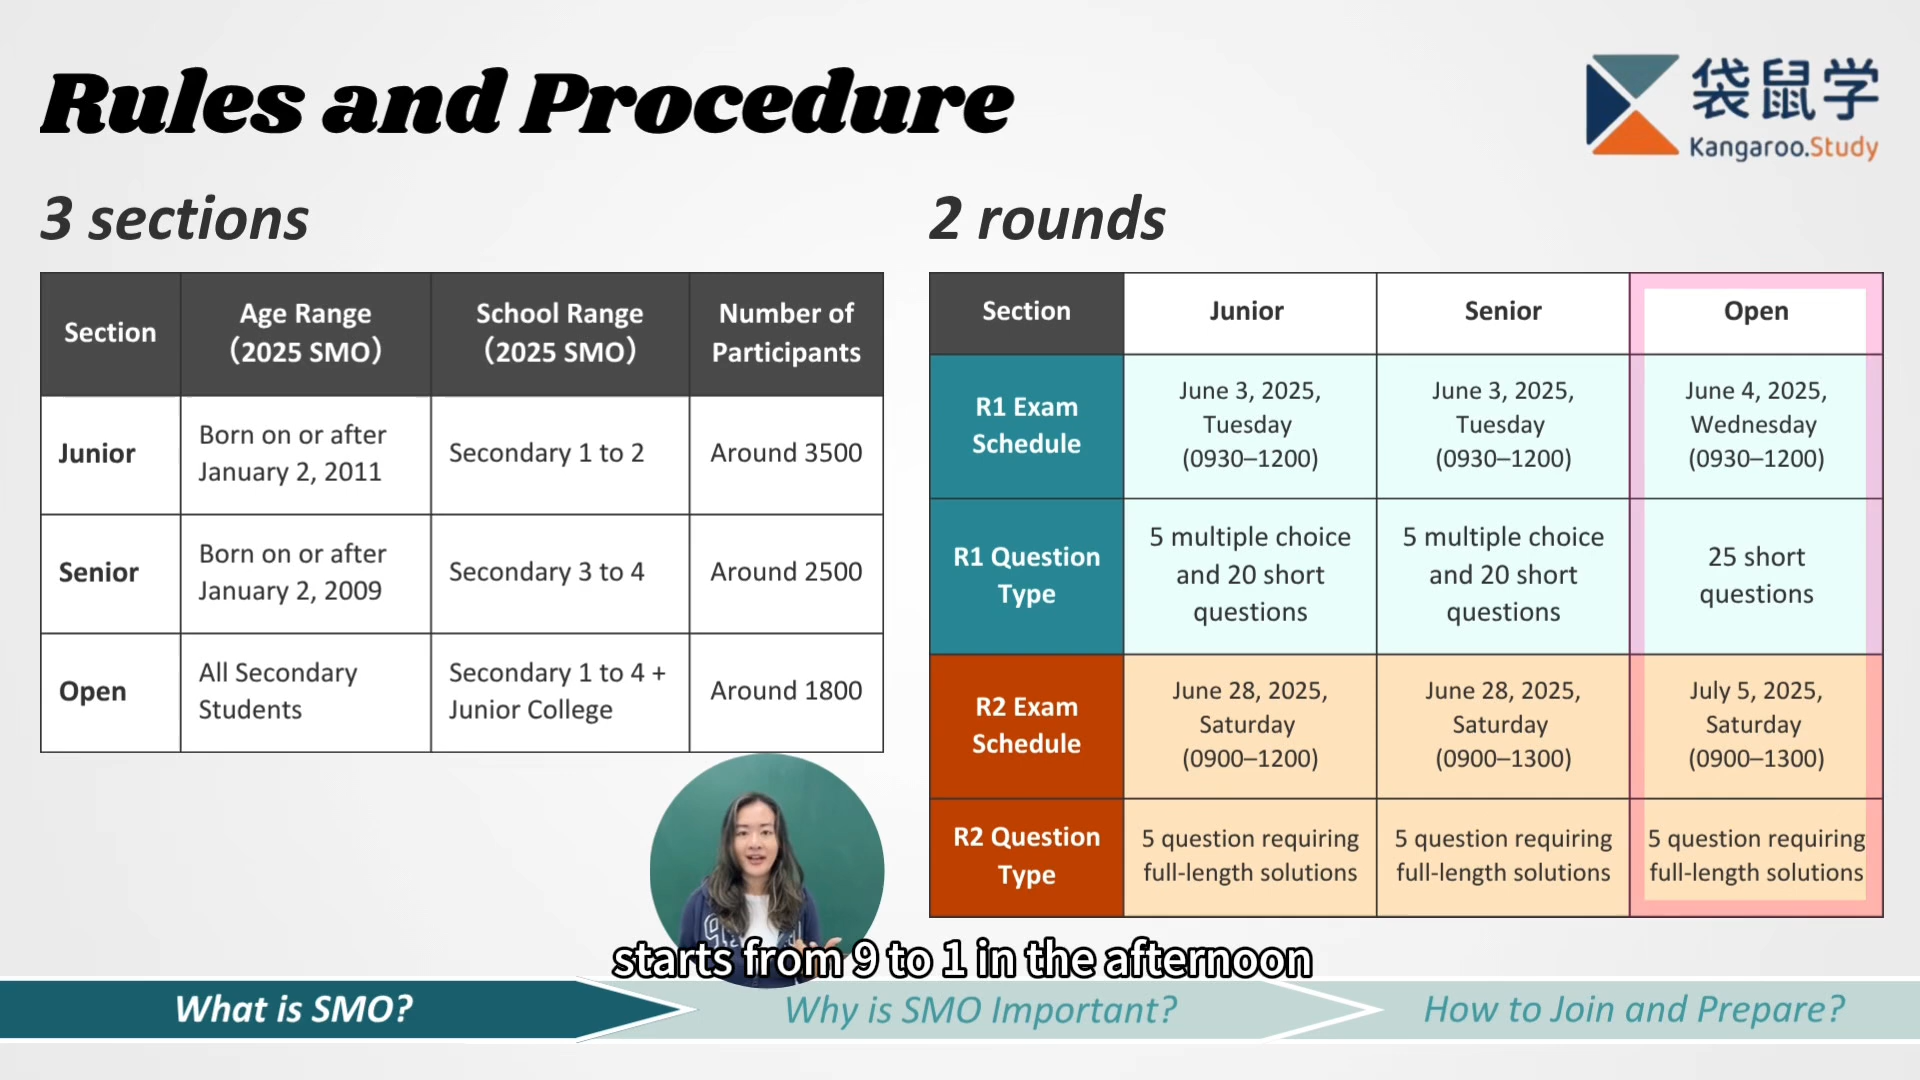 Rules and Procedure
袋鼠学
Kangaroo.Study
3 sections
Section
Age Range
(2025 SMO)
School Range
(2025 SMO)
Number of
Participants
Junior
Born on or after
January 2, 2011
Secondary 1 to 2
Around 3500
Senior
Born on or after
January 2, 2009
Secondary 3 to 4
Around 2500
Open
All Secondary
Students
Secondary 1 to 4 +
Junior College
Around 1800
2 rounds
Section
Junior
Senior
Open
R1 Exam
Schedule
June 3, 2025,
Tuesday
(0930–1200)
June 3, 2025,
Tuesday
(0930–1200)
June 4, 2025,
Wednesday
(0930–1200)
R1 Question
Type
5 multiple choice
and 20 short
questions
5 multiple choice
and 20 short
questions
25 short
questions
R2 Exam
Schedule
June 28, 2025,
Saturday
(0900–1200)
June 28, 2025,
Saturday
(0900–1300)
July 5, 2025,
Saturday
(0900–1300)
R2 Question
Type
5 question requiring
full-length solutions
5 question requiring
full-length solutions
5 question requiring
full-length solutions
starts from 9 to 1 in the afternoon
What is SMO?
Why is SMO Important?
How to Join and Prepare?